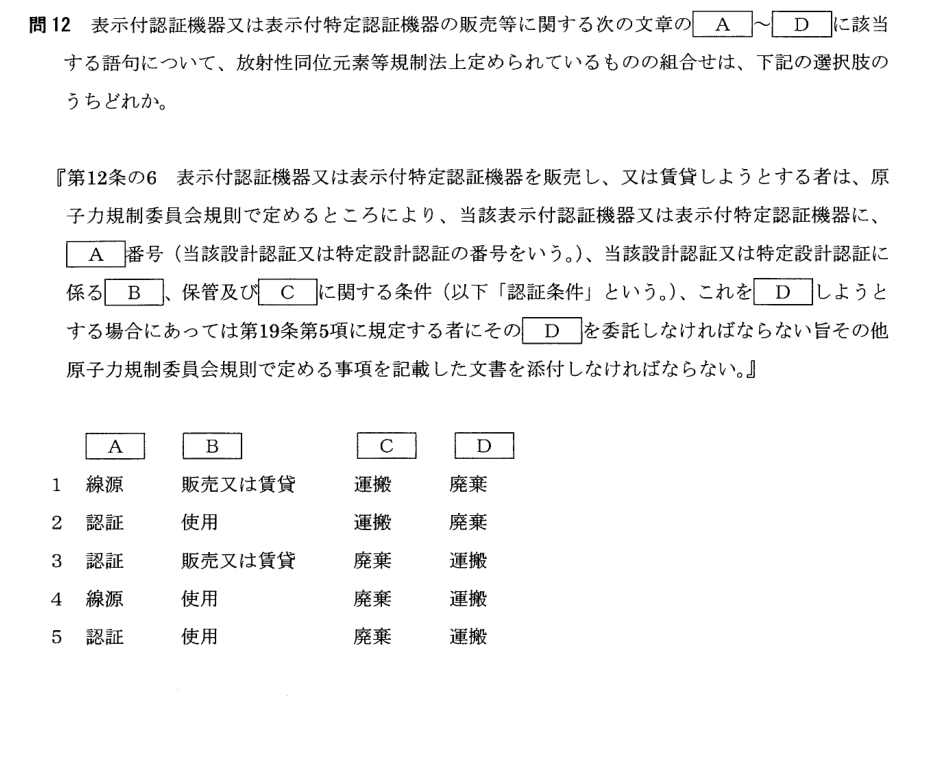 問12 表示付認証機器又は表示付特定認証機器の販売等に関する次の文章の A ～ D に該当
する語句について、放射性同位元素等規制法上定められているものの組合せは、下記の選択肢の
うちどれか。
『第12条の6 表示付認証機器又は表示付特定認証機器を販売し、又は賃貸しようとする者は、原
子力規制委員会規則で定めるところにより、当該表示付認証機器又は表示付特定認証機器に、
A 番号（当該設計認証又は特定設計認証の番号をいう。）、当該設計認証又は特定設計認証に
係る B 、保管及び C に関する条件（以下「認証条件」という。）、これを D しようと
する場合にあっては第19条第5項に規定する者にその D を委託しなければならない旨その他
原子力規制委員会規則で定める事項を記載した文書を添付しなければならない。』
A B C D
1 線源 販売又は賃貸 運搬 廃棄
2 認証 使用 運搬 廃棄
3 認証 販売又は賃貸 廃棄 運搬
4 線源 使用 廃棄 運搬
5 認証 使用 廃棄 運搬